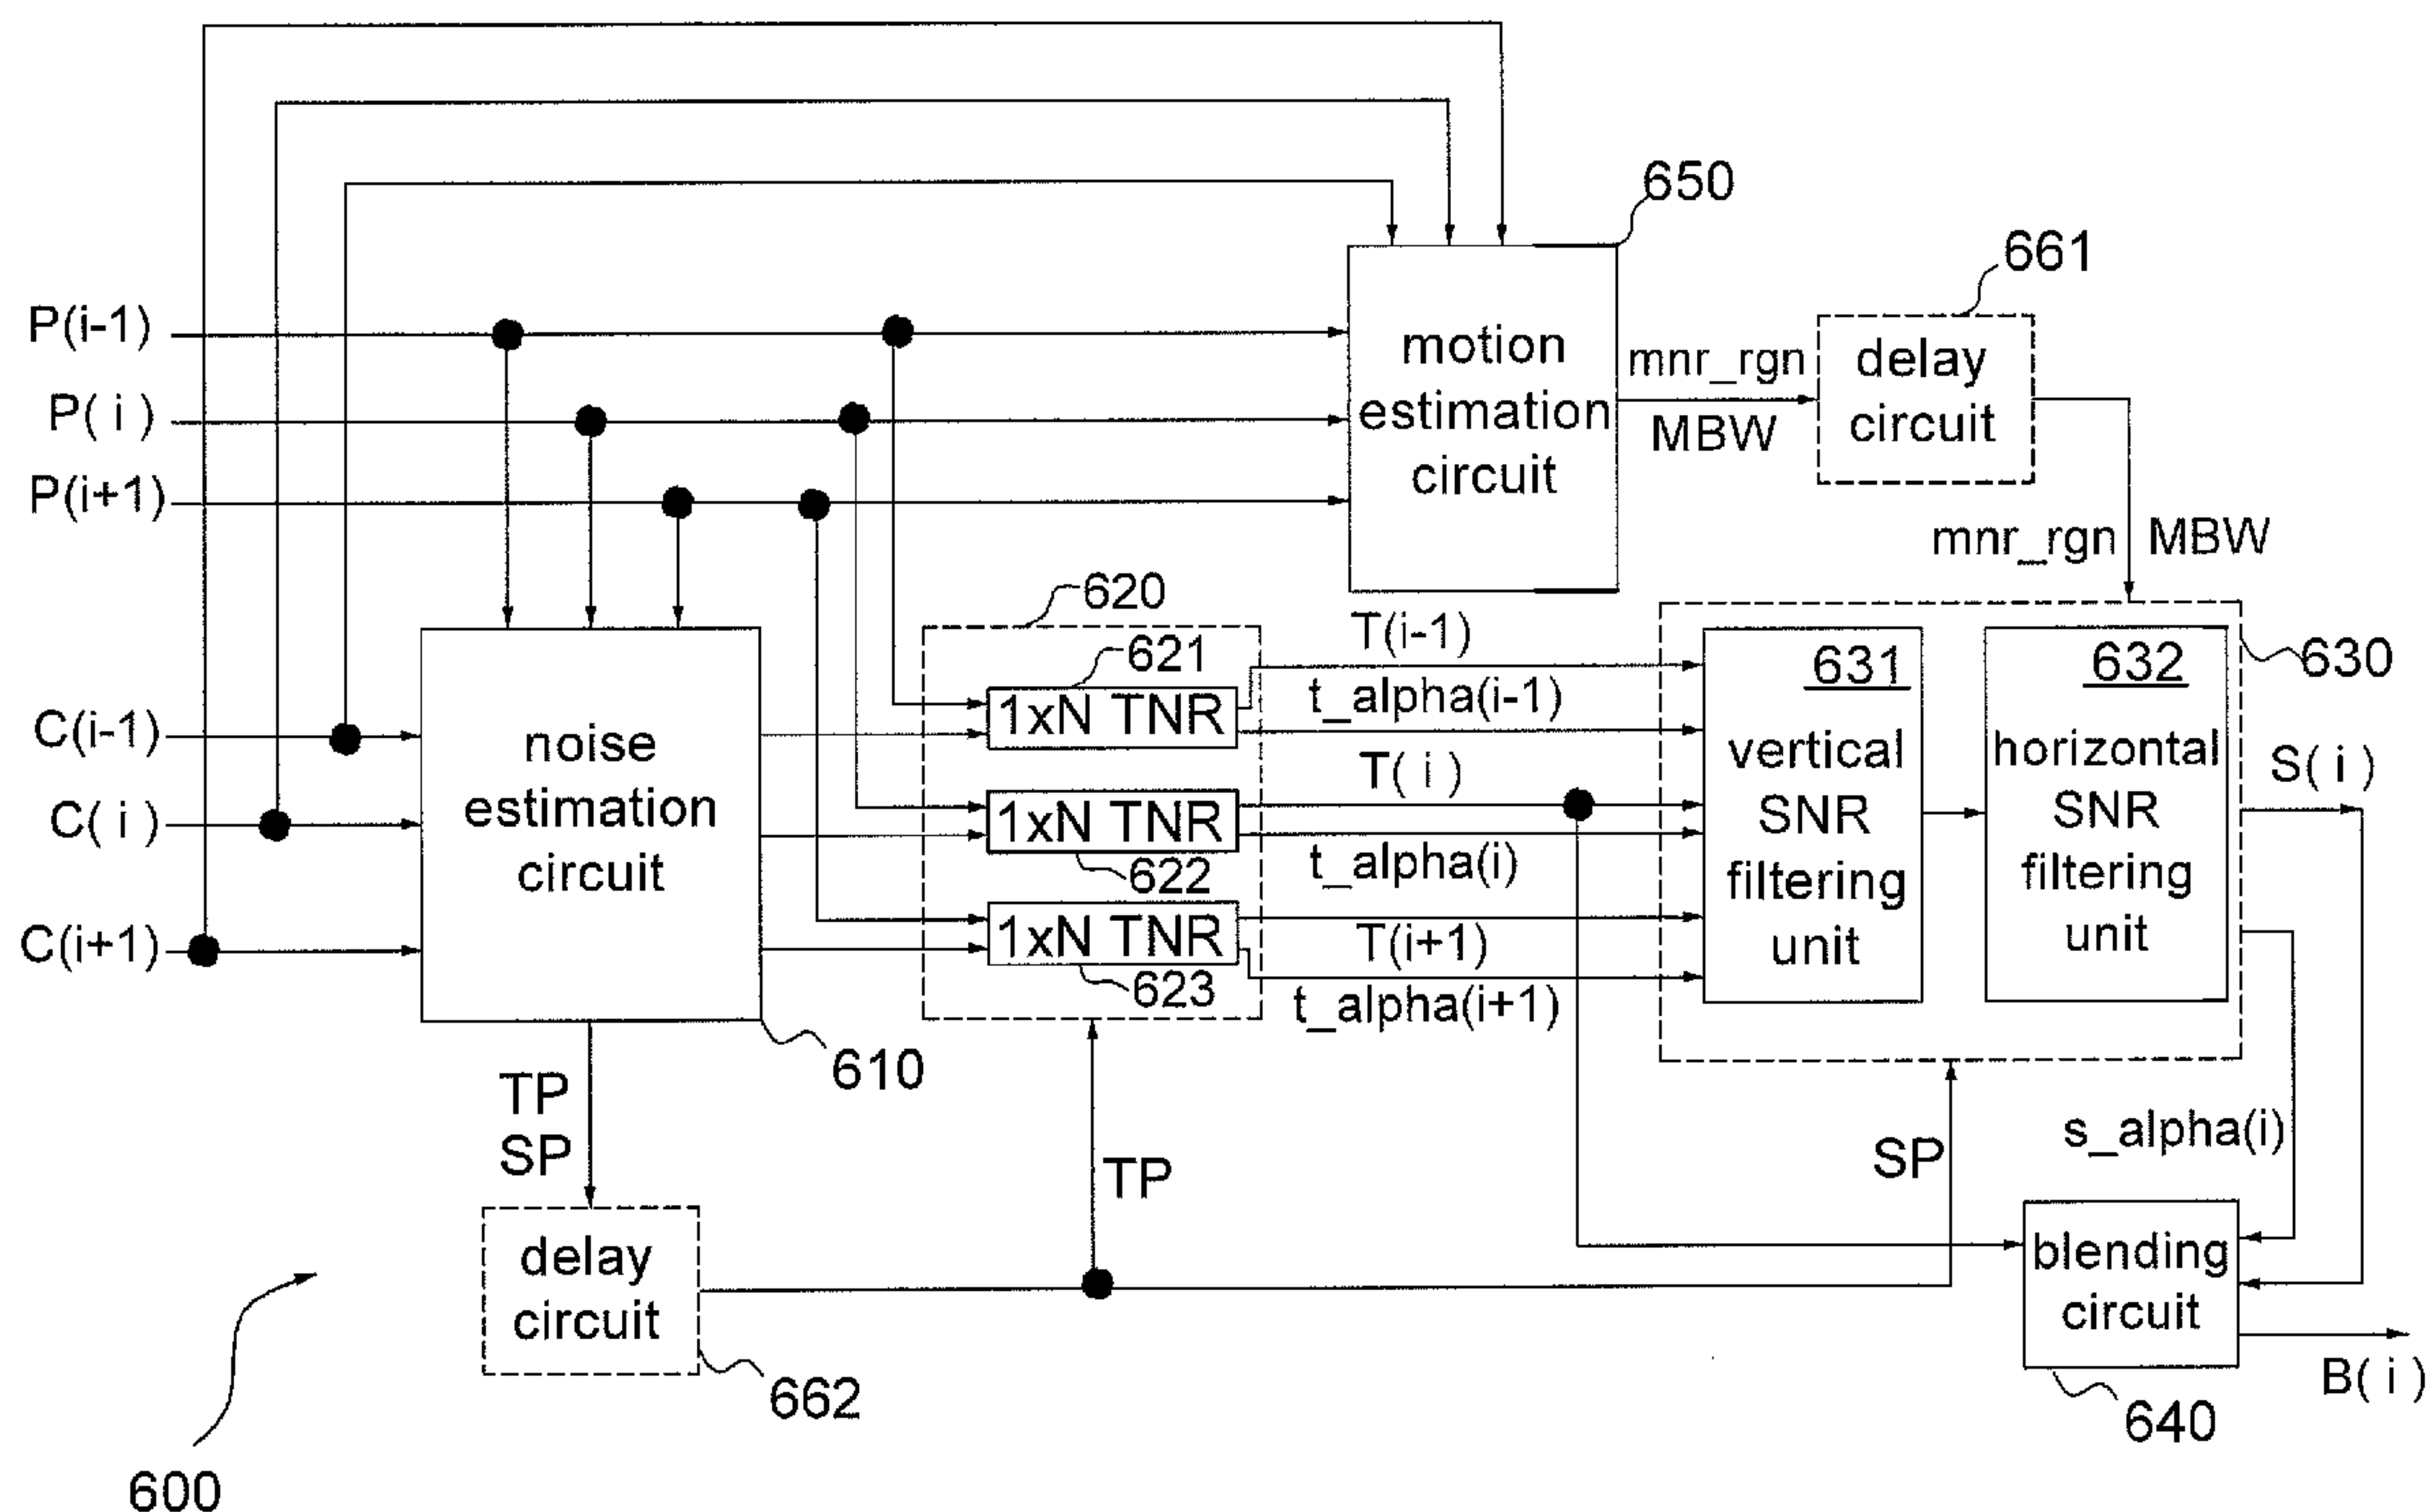 650
661
P(i-1)
P( i )
P(i+1)
motion
estimation
circuit
mnr_rgn
MBW
delay
circuit
mnr_rgn
MBW
620
621
1xN TNR
1xN TNR
622
1xN TNR
623
T(i-1)
t_alpha(i-1)
T( i )
t_alpha(i)
T(i+1)
t_alpha(i+1)
631
vertical
SNR
filtering
unit
632
horizontal
SNR
filtering
unit
630
S( i )
C(i-1)
C( i )
C(i+1)
noise
estimation
circuit
610
TP
SP
TP
SP
s_alpha(i)
delay
circuit
662
blending
circuit
640
B( i )
600